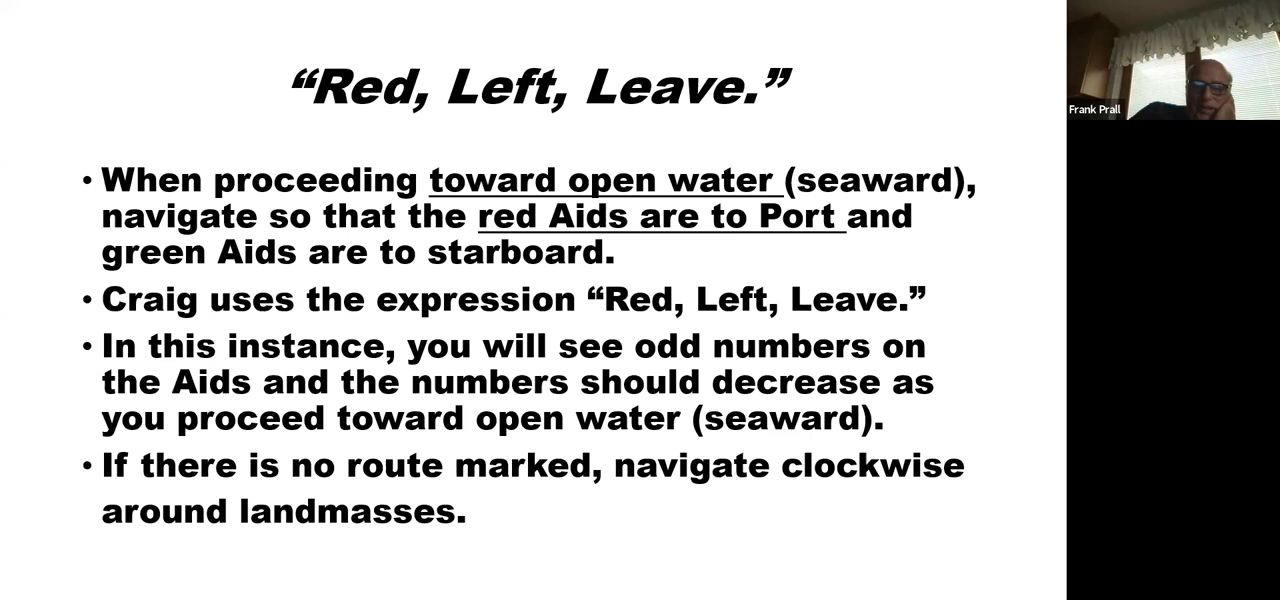 “Red, Left, Leave.”
• When proceeding toward open water (seaward),
navigate so that the red Aids are to Port and
green Aids are to starboard.
• Craig uses the expression “Red, Left, Leave.”
• In this instance, you will see odd numbers on
the Aids and the numbers should decrease as
you proceed toward open water (seaward).
• If there is no route marked, navigate clockwise
around landmasses.
Frank Prall